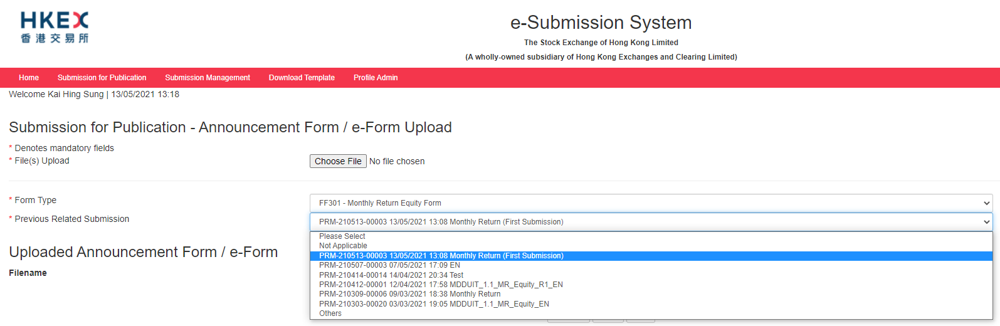 HKEX
香港交易所
e-Submission System
The Stock Exchange of Hong Kong Limited
(A wholly-owned subsidiary of Hong Kong Exchanges and Clearing Limited)
Home Submission for Publication Submission Management Download Template Profile Admin
Welcome Kai Hing Sung | 13/05/2021 13:18
Submission for Publication - Announcement Form / e-Form Upload
* Denotes mandatory fields
* File(s) Upload Choose File No file chosen
* Form Type FF301 - Monthly Return Equity Form
* Previous Related Submission PRM-210513-00003 13/05/2021 13:08 Monthly Return (First Submission)
Please Select
Not Applicable
PRM-210513-00003 13/05/2021 13:08 Monthly Return (First Submission)
PRM-210507-00003 07/05/2021 17:09 EN
PRM-210414-00014 14/04/2021 20:34 Test
PRM-210412-00001 12/04/2021 17:58 MDDUIT_1.1_MR_Equity_R1_EN
PRM-210309-00006 09/03/2021 18:38 Monthly Return
PRM-210303-00020 03/03/2021 19:05 MDDUIT_1.1_MR_Equity_EN
Others
Uploaded Announcement Form / e-Form
Filename